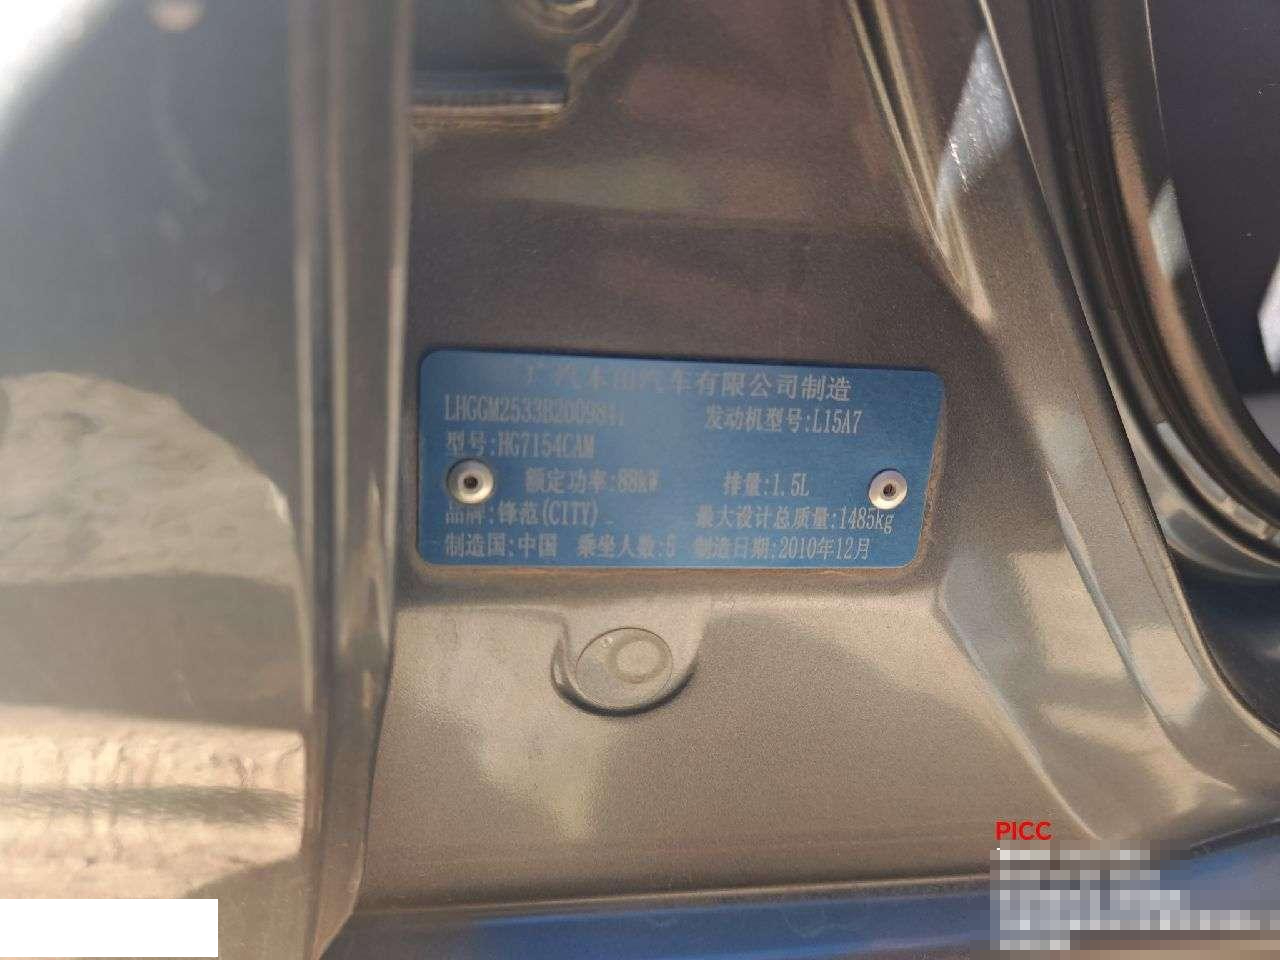 广汽本田汽车有限公司制造
LHGGM2533B2009841 发动机型号:L15A7
型号:HG7154CAM
额定功率:88kW 排量:1.5L
品牌:锋范(CITY) 最大设计总质量:1485kg
制造国:中国 乘坐人数:5 制造日期:2010年12月
PICC